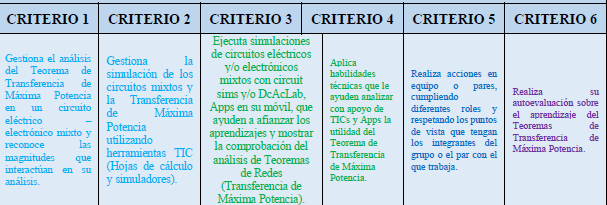 CRITERIO 1
CRITERIO 2
CRITERIO 3
CRITERIO 4
CRITERIO 5
CRITERIO 6
Gestiona el análisis
del Teorema de
Transferencia de
Máxima Potencia
en un circuito
eléctrico –
electrónico mixto y
reconoce las
magnitudes que
interactúan en su
análisis.
Gestiona la
simulación de los
circuitos mixtos y
la Transferencia de
Máxima Potencia
utilizando
herramientas TIC
(Hojas de cálculo
y simuladores).
Ejecuta simulaciones
de circuitos eléctricos
y/o electrónicos
mixtos con circuit
sims y/o DcAcLab,
Apps en su móvil, que
ayuden a afianzar los
aprendizajes y mostrar
la comprobación del
análisis de Teoremas
de Redes
(Transferencia de
Máxima Potencia).
Aplica
habilidades
técnicas que le
ayuden analizar
con apoyo de
TICs y Apps la
utilidad del
Teorema de
Transferencia
de Máxima
Potencia.
Realiza acciones en
equipo o pares,
cumpliendo
diferentes roles y
respetando los puntos
de vista que tengan
los integrantes del
grupo o el par con el
que trabaja.
Realiza su
autoevaluación sobre
el aprendizaje del
Teoremas de
Transferencia de
Máxima Potencia.